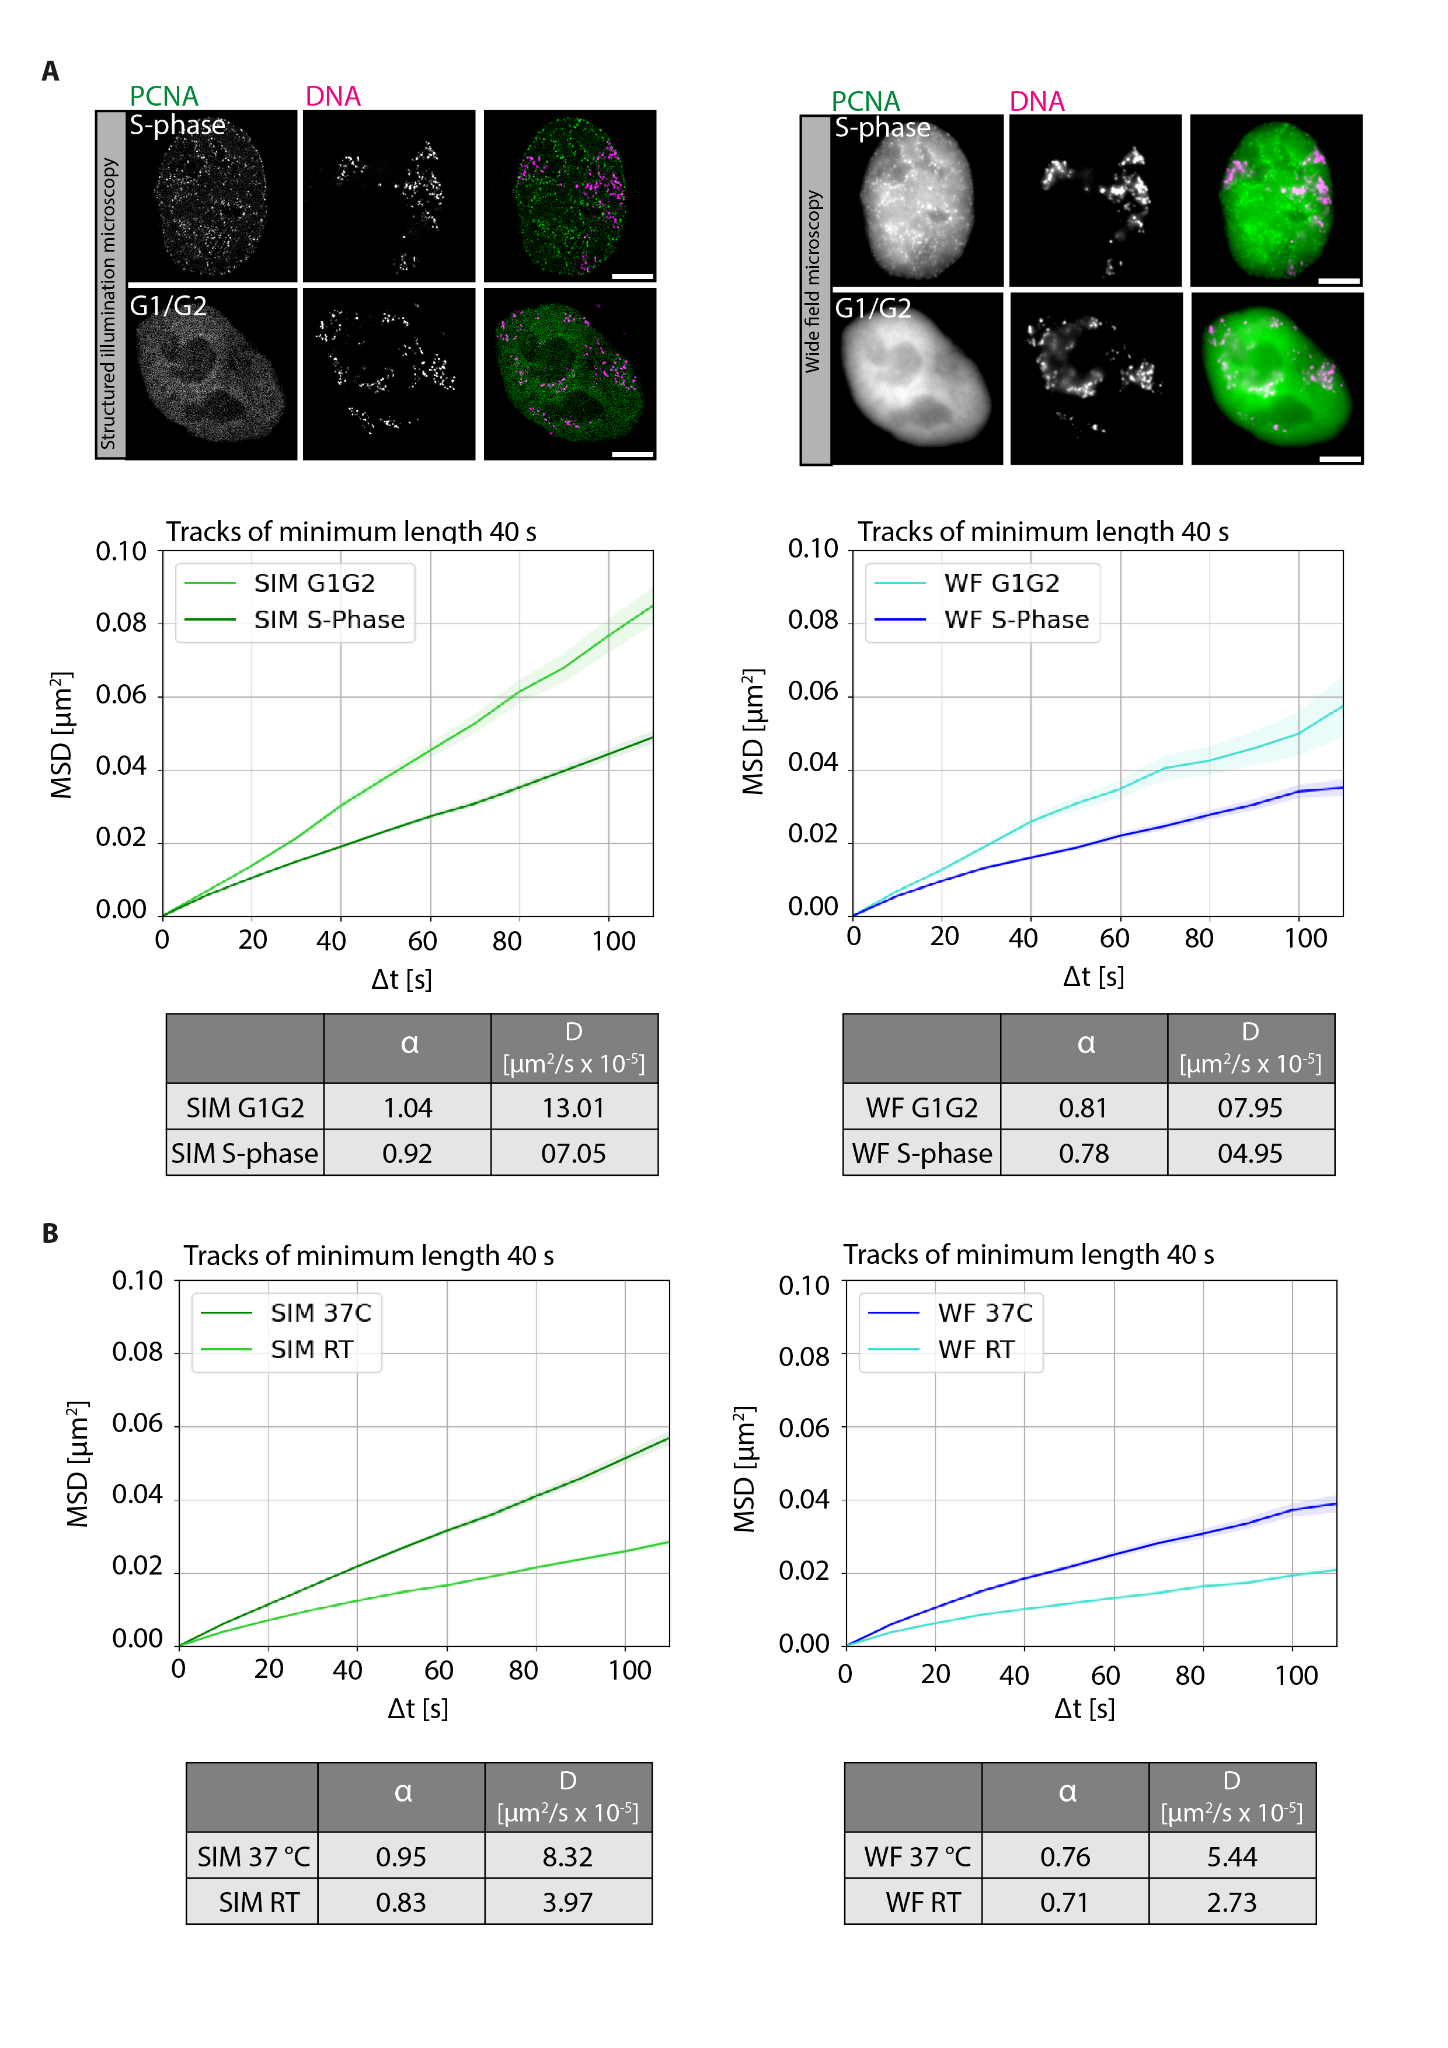 A
PCNA DNA
S-phase
G1/G2
Structured illumination microscopy
PCNA DNA
S-phase
G1/G2
Wide field microscopy
Tracks of minimum length 40 s
0.10
0.08
0.06
0.04
0.02
0.00
MSD [µm²]
SIM G1G2
SIM S-Phase
0 20 40 60 80 100
Δt [s]
Tracks of minimum length 40 s
0.10
0.08
0.06
0.04
0.02
0.00
MSD [µm²]
WF G1G2
WF S-Phase
0 20 40 60 80 100
Δt [s]
α D
[µm²/s x 10⁻⁵]
SIM G1G2 1.04 13.01
SIM S-phase 0.92 07.05
α D
[µm²/s x 10⁻⁵]
WF G1G2 0.81 07.95
WF S-phase 0.78 04.95
B
Tracks of minimum length 40 s
0.10
0.08
0.06
0.04
0.02
0.00
MSD [µm²]
SIM 37C
SIM RT
0 20 40 60 80 100
Δt [s]
Tracks of minimum length 40 s
0.10
0.08
0.06
0.04
0.02
0.00
MSD [µm²]
WF 37C
WF RT
0 20 40 60 80 100
Δt [s]
α D
[µm²/s x 10⁻⁵]
SIM 37 °C 0.95 8.32
SIM RT 0.83 3.97
α D
[µm²/s x 10⁻⁵]
WF 37 °C 0.76 5.44
WF RT 0.71 2.73